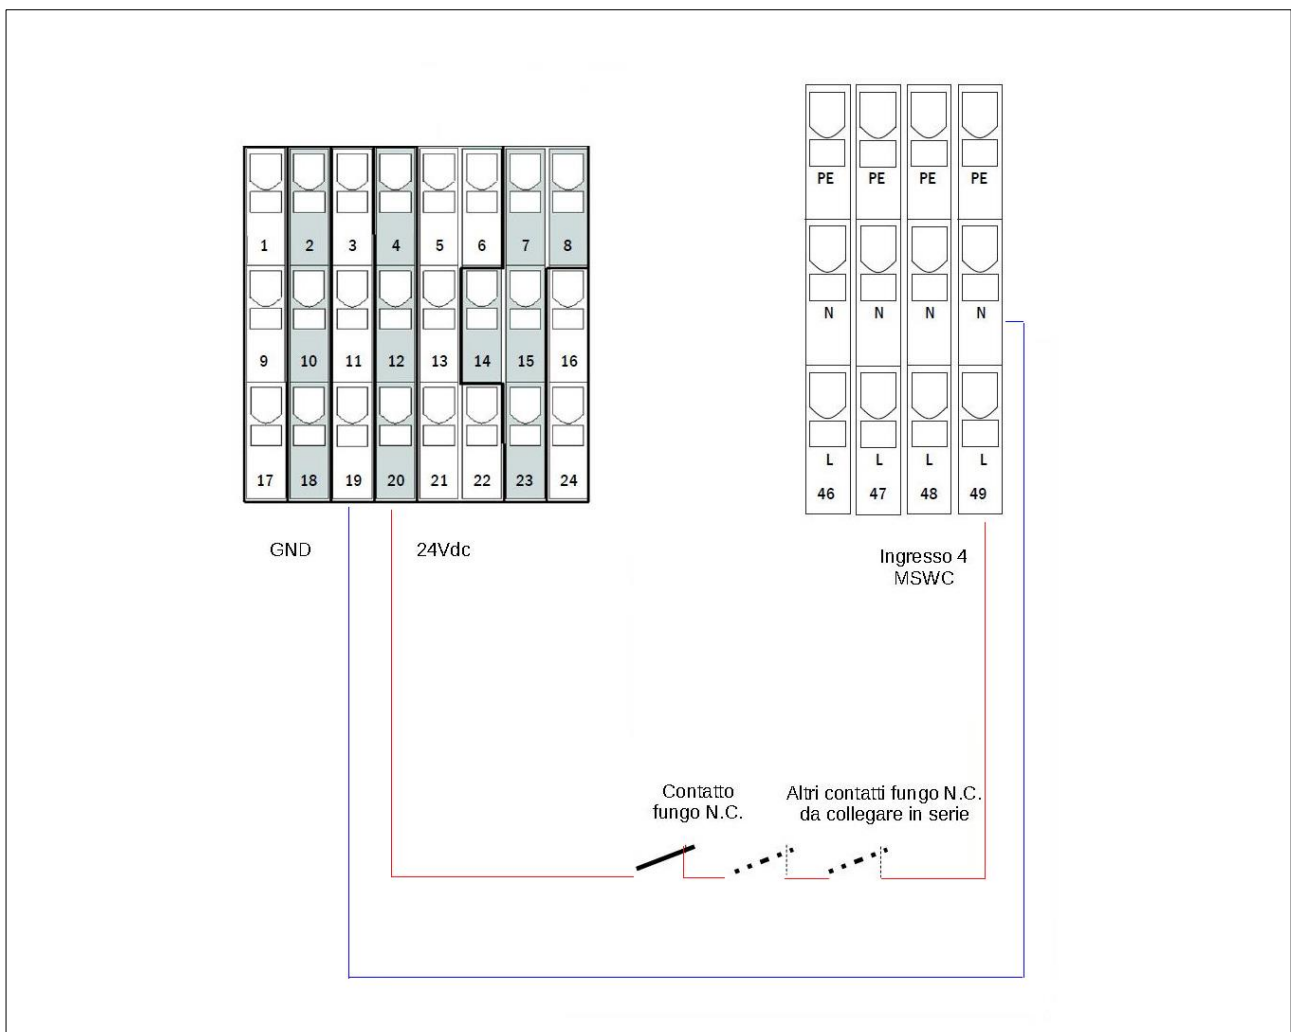 1 2 3 4 5 6 7 8
9 10 11 12 13 14 15 16
17 18 19 20 21 22 23 24
GND
24Vdc
PE PE PE PE
N N N N
L L L L
46 47 48 49
Ingresso 4
MSWC
Contatto
fungo N.C.
Altri contatti fungo N.C.
da collegare in serie